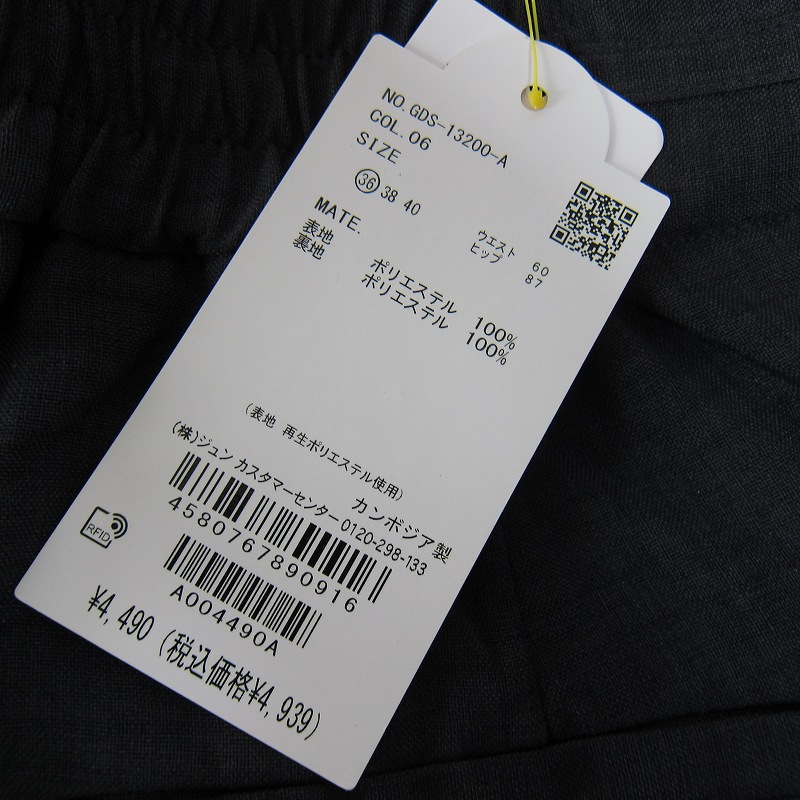 NO.GDS-13200-A
COL.06
SIZE
36 38 40
ウエスト 60
ヒップ 87
MATE.
表地 ポリエステル 100%
裏地 ポリエステル 100%
(表地 再生ポリエステル使用)
カンボジア製
(株)ジュン カスタマーセンター 0120-298-133
4580767890916
RFID
A004490A
¥4,490 (税込価格¥4,939)